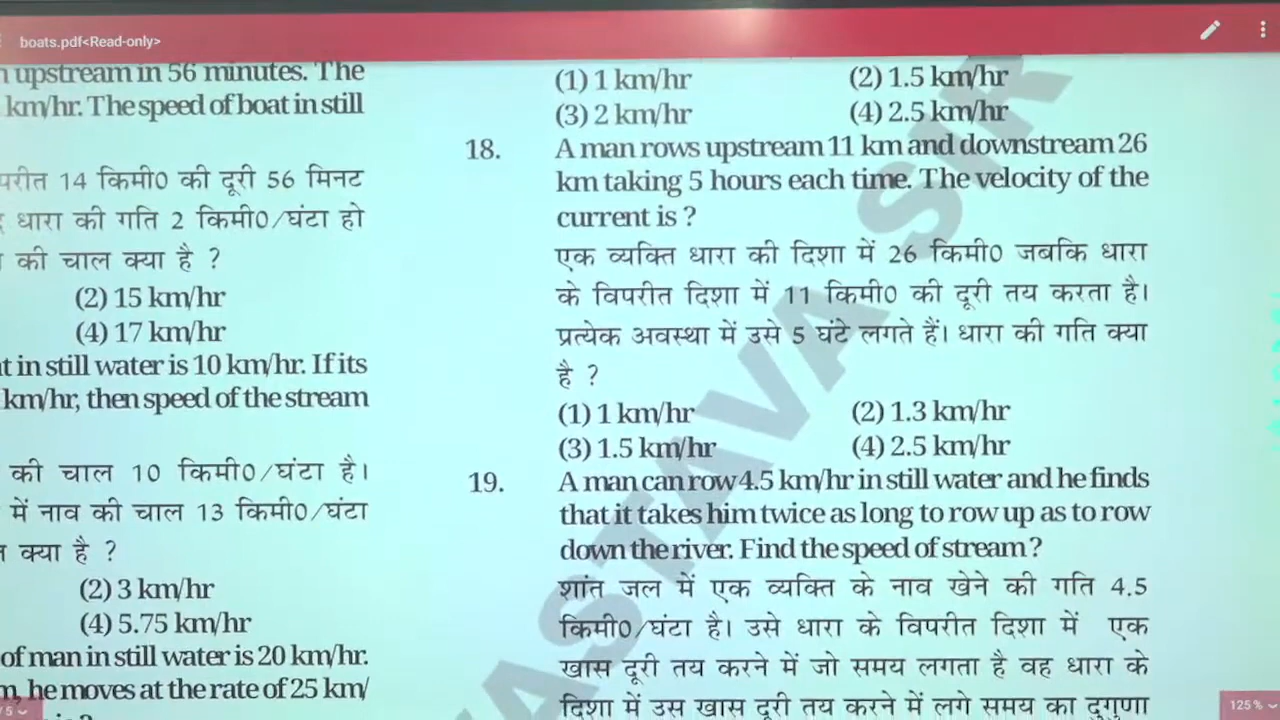 boats.pdf<Read-only>
upstream in 56 minutes. The
km/hr. The speed of boat in still
14 किमी0 की दूरी 56 मिनट
धारा की गति 2 किमी0/घंटा हो
की चाल क्या है ?
(2) 15 km/hr
(4) 17 km/hr
in still water is 10 km/hr. If its
km/hr, then speed of the stream
की चाल 10 किमी0/घंटा है।
में नाव की चाल 13 किमी0/घंटा
क्या है ?
(2) 3 km/hr
(4) 5.75 km/hr
of man in still water is 20 km/hr.
he moves at the rate of 25 km/
(1) 1 km/hr (2) 1.5 km/hr
(3) 2 km/hr (4) 2.5 km/hr
18. A man rows upstream 11 km and downstream 26
km taking 5 hours each time. The velocity of the
current is ?
एक व्यक्ति धारा की दिशा में 26 किमी0 जबकि धारा
के विपरीत दिशा में 11 किमी0 की दूरी तय करता है।
प्रत्येक अवस्था में उसे 5 घंटे लगते हैं। धारा की गति क्या
है ?
(1) 1 km/hr (2) 1.3 km/hr
(3) 1.5 km/hr (4) 2.5 km/hr
19. A man can row 4.5 km/hr in still water and he finds
that it takes him twice as long to row up as to row
down the river. Find the speed of stream?
शांत जल में एक व्यक्ति के नाव खेने की गति 4.5
किमी0/घंटा है। उसे धारा के विपरीत दिशा में एक
खास दूरी तय करने में जो समय लगता है वह धारा के
दिशा में उस खास दूरी तय करने में लगे समय का दुगुणा
/5
125 %
ASTAVA SIR